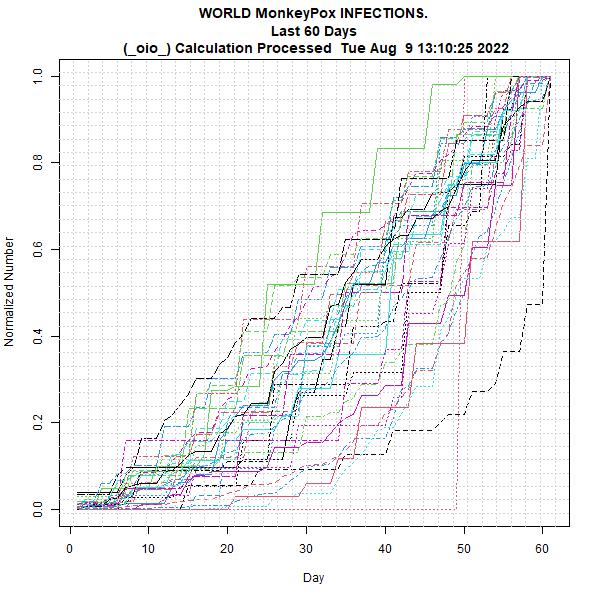 WORLD MonkeyPox INFECTIONS.
Last 60 Days
(_oio_) Calculation Processed  Tue Aug  9 13:10:25 2022
Normalized Number
1.0
0.8
0.6
0.4
0.2
0.0
0 10 20 30 40 50 60
Day